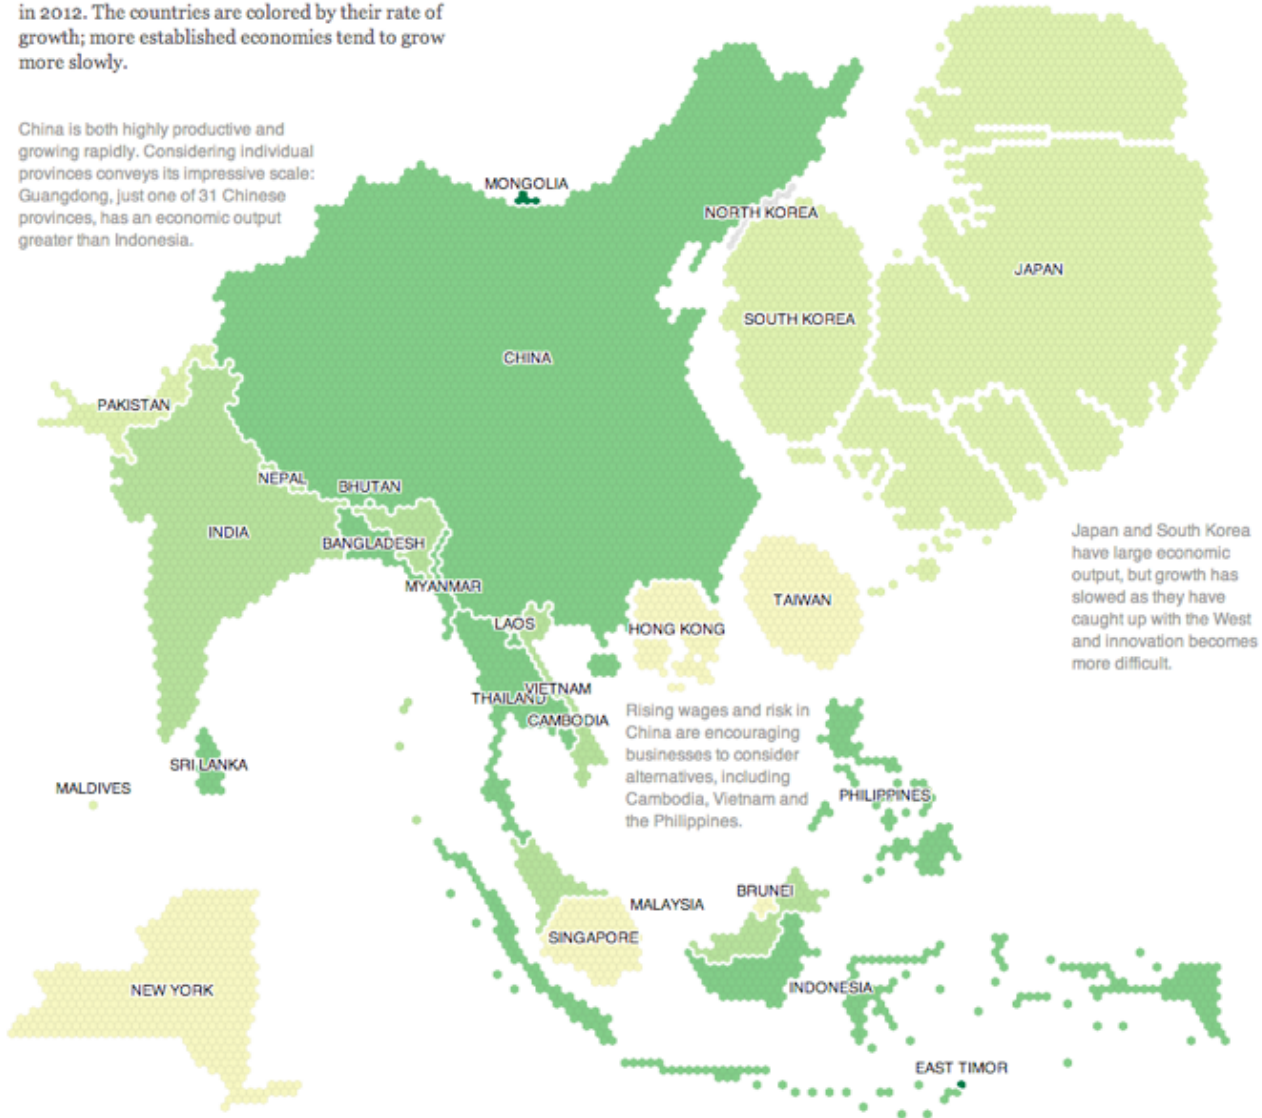 in 2012. The countries are colored by their rate of
growth; more established economies tend to grow
more slowly.
China is both highly productive and
growing rapidly. Considering individual
provinces conveys its impressive scale:
Guangdong, just one of 31 Chinese
provinces, has an economic output
greater than Indonesia.
MONGOLIA
NORTH KOREA
JAPAN
SOUTH KOREA
CHINA
PAKISTAN
NEPAL
BHUTAN
INDIA
BANGLADESH
MYANMAR
Japan and South Korea
have large economic
output, but growth has
slowed as they have
caught up with the West
and innovation becomes
more difficult.
TAIWAN
LAOS
HONG KONG
VIETNAM
THAILAND
CAMBODIA
Rising wages and risk in
China are encouraging
businesses to consider
alternatives, including
Cambodia, Vietnam and
the Philippines.
SRI LANKA
MALDIVES
PHILIPPINES
BRUNEI
MALAYSIA
SINGAPORE
NEW YORK
INDONESIA
EAST TIMOR